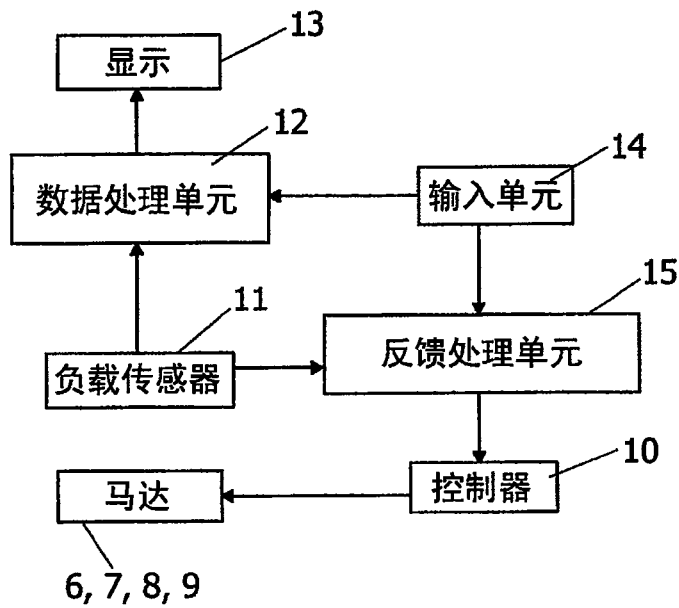 13
显示
12
数据处理单元
14
输入单元
11
负载传感器
15
反馈处理单元
10
控制器
马达
6, 7, 8, 9